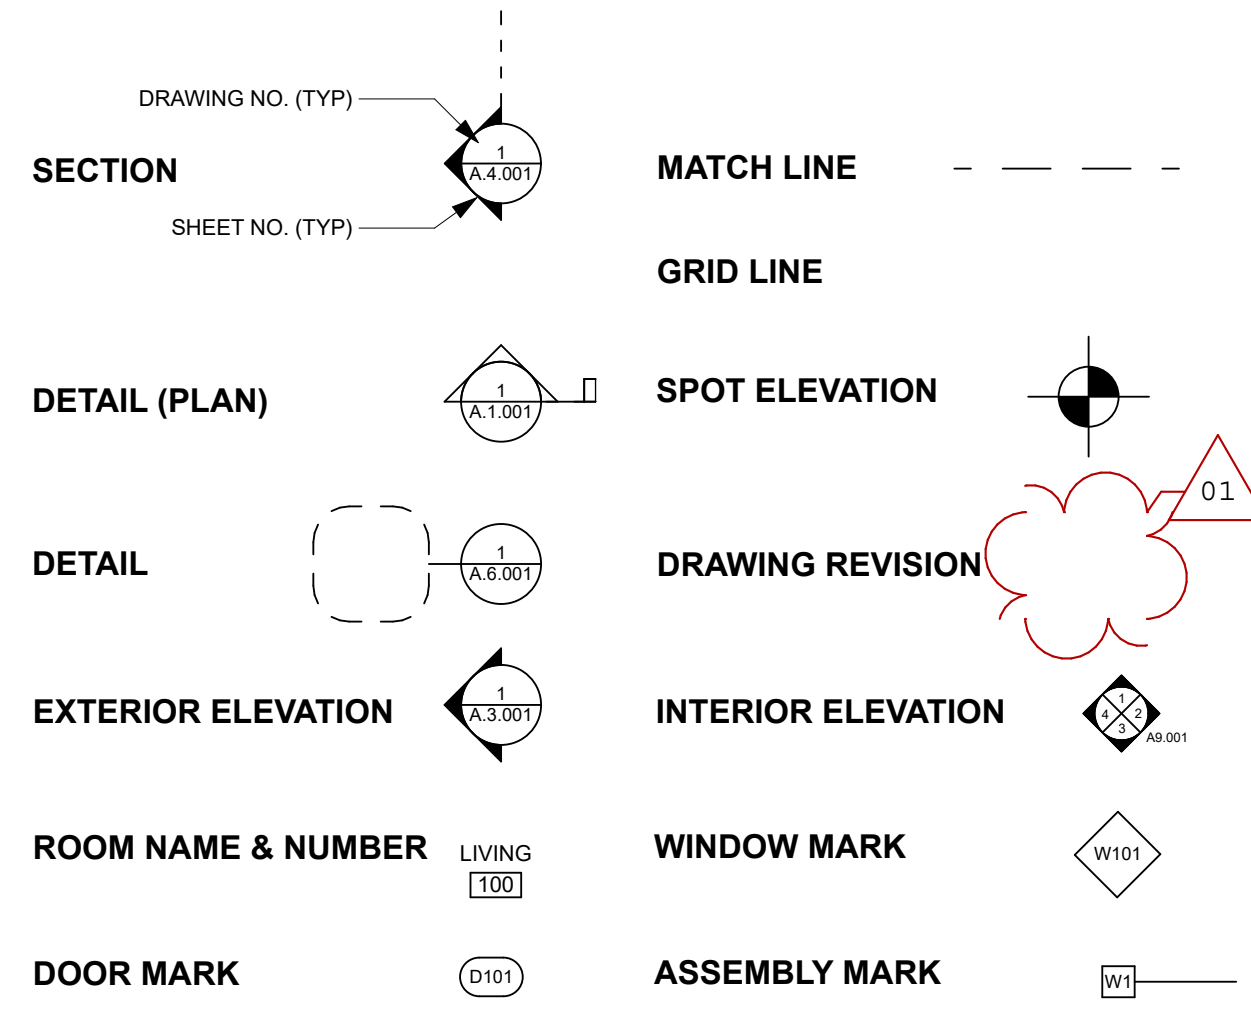 DRAWING NO. (TYP)
SECTION
1
A.4.001
SHEET NO. (TYP)
DETAIL (PLAN)
1
A.1.001
DETAIL
1
A.6.001
EXTERIOR ELEVATION
1
A.3.001
ROOM NAME & NUMBER
LIVING
100
DOOR MARK
D101
MATCH LINE
GRID LINE
SPOT ELEVATION
DRAWING REVISION
01
INTERIOR ELEVATION
1
4 2
3
A9.001
WINDOW MARK
W101
ASSEMBLY MARK
W1